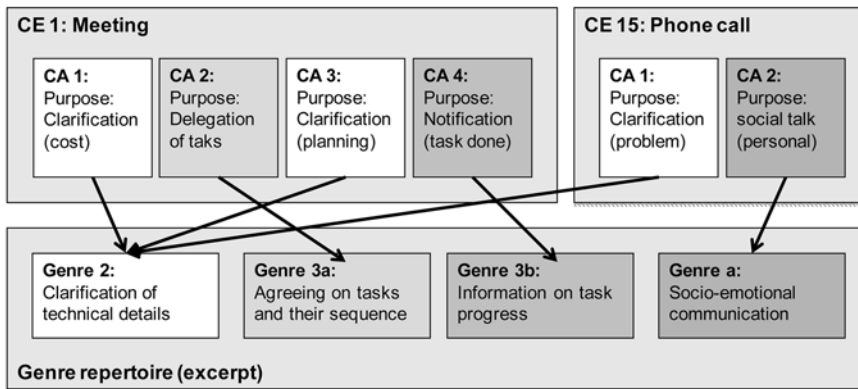 CE 1: Meeting
CA 1:
Purpose:
Clarification
(cost)
CA 2:
Purpose:
Delegation
of taks
CA 3:
Purpose:
Clarification
(planning)
CA 4:
Purpose:
Notification
(task done)
CE 15: Phone call
CA 1:
Purpose:
Clarification
(problem)
CA 2:
Purpose:
social talk
(personal)
Genre 2:
Clarification of
technical details
Genre 3a:
Agreeing on tasks
and their sequence
Genre 3b:
Information on task
progress
Genre a:
Socio-emotional
communication
Genre repertoire (excerpt)